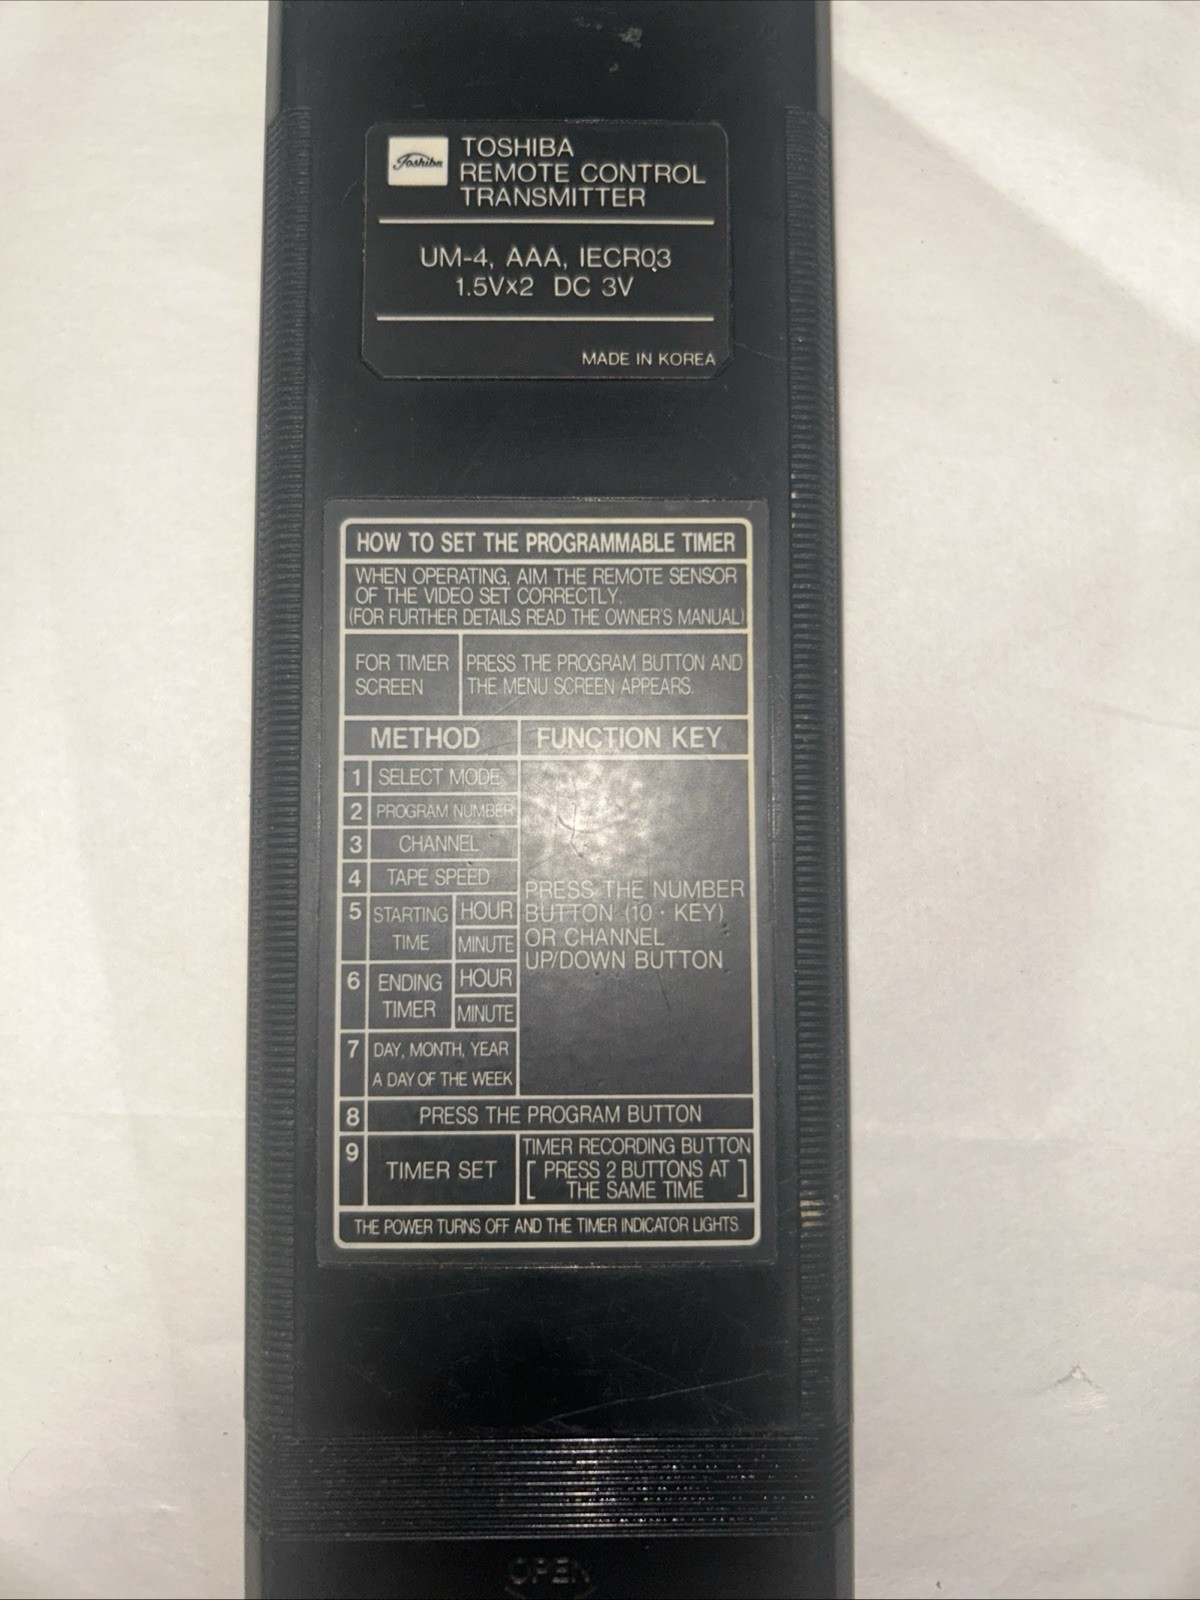 Toshiba
TOSHIBA
REMOTE CONTROL
TRANSMITTER
UM-4, AAA, IECR03
1.5V×2 DC 3V
MADE IN KOREA
HOW TO SET THE PROGRAMMABLE TIMER
WHEN OPERATING, AIM THE REMOTE SENSOR
OF THE VIDEO SET CORRECTLY.
(FOR FURTHER DETAILS READ THE OWNER'S MANUAL)
FOR TIMER
SCREEN
PRESS THE PROGRAM BUTTON AND
THE MENU SCREEN APPEARS.
METHOD
FUNCTION KEY
1 SELECT MODE
2 PROGRAM NUMBER
3 CHANNEL
4 TAPE SPEED
5 STARTING
TIME
HOUR
MINUTE
6 ENDING
TIMER
HOUR
MINUTE
7 DAY, MONTH, YEAR
A DAY OF THE WEEK
PRESS THE NUMBER
BUTTON (10 · KEY)
OR CHANNEL
UP/DOWN BUTTON
8 PRESS THE PROGRAM BUTTON
9 TIMER SET
TIMER RECORDING BUTTON
[ PRESS 2 BUTTONS AT
THE SAME TIME ]
THE POWER TURNS OFF AND THE TIMER INDICATOR LIGHTS.
OPEN